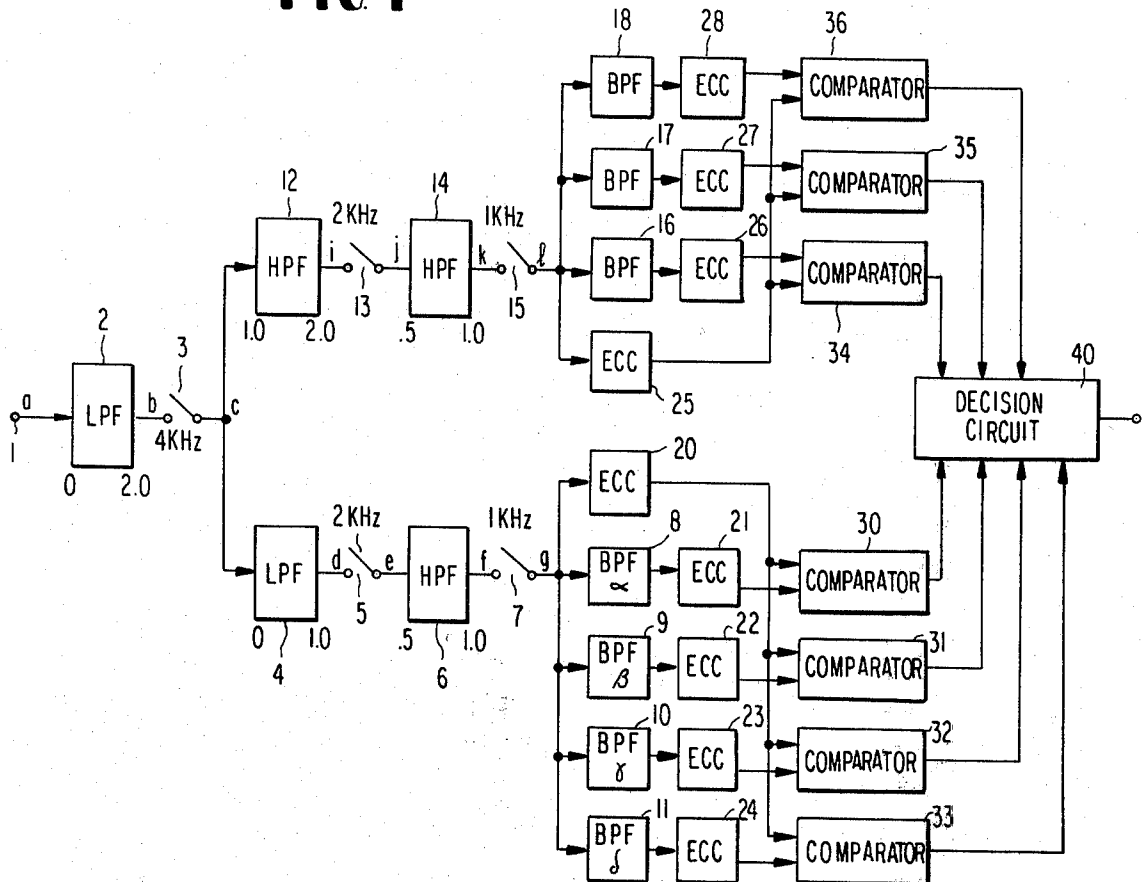 18
28
36
BPF
ECC
COMPARATOR
17
27
35
BPF
ECC
COMPARATOR
12
2KHz
14
1KHz
16
26
HPF
i
j
HPF
k
l
BPF
ECC
COMPARATOR
13
15
34
1.0
2.0
.5
1.0
2
3
ECC
25
40
a
b
c
LPF
4KHz
1
DECISION
CIRCUIT
0
2.0
20
ECC
2KHz
1KHz
8
21
30
LPF
d
e
HPF
f
g
BPF
α
ECC
COMPARATOR
5
7
0
1.0
.5
1.0
4
6
9
22
31
BPF
β
ECC
COMPARATOR
10
23
32
BPF
γ
ECC
COMPARATOR
11
24
33
BPF
δ
ECC
COMPARATOR